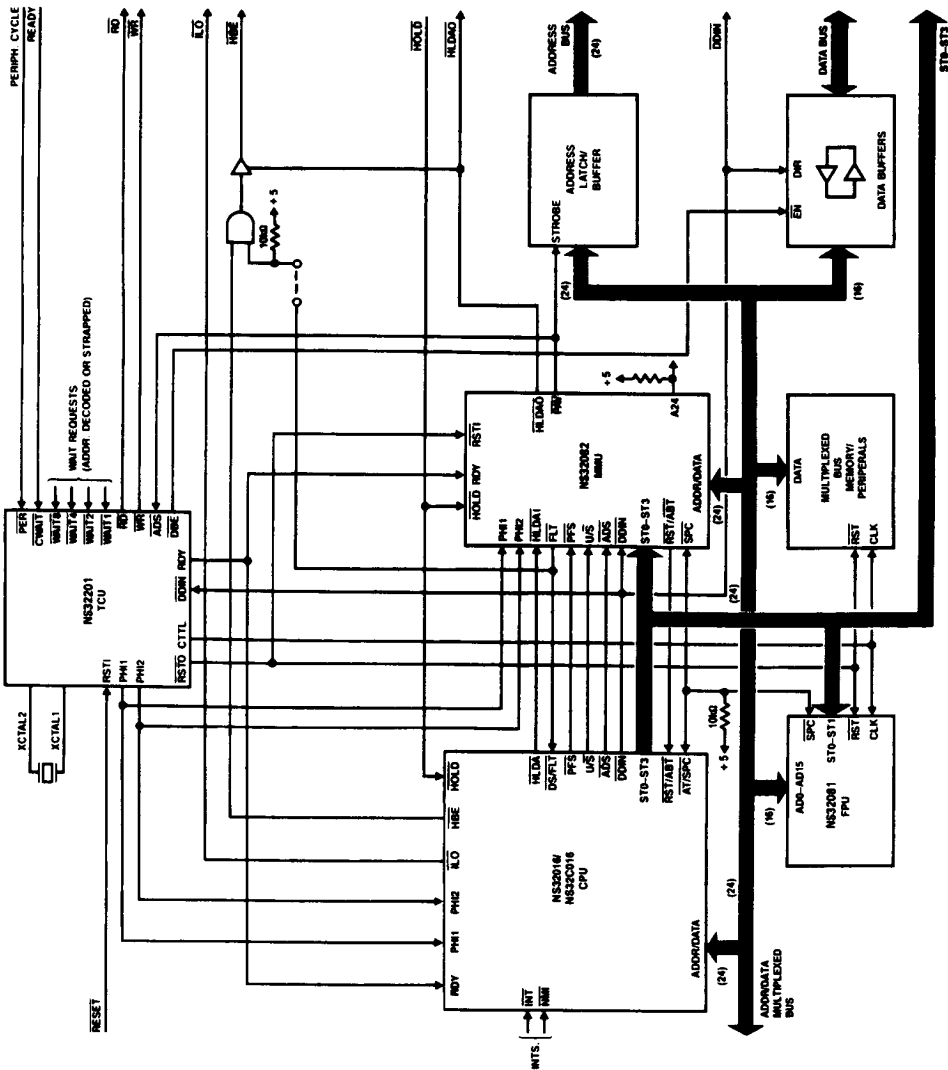 PERIPH CYCLE
READY
RD
WR
ILO
HBE
HOLD
HLDAO
ADDRESS
BUS
(24)
DDIN
DATA BUS
ST0–ST3
WAIT REQUESTS
(ADDR. DECODED OR STRAPPED)
10kΩ
+ 5
XCTAL2
XCTAL1
NS32201
TCU
PER
CWAIT
WAIT8
WAIT4
WAIT2
WAIT1
RD
WR
ADS
DBE
RSTI
PHI1
PHI2
RSTO
CTTL
DDIN
RDY
RESET
ADDRESS
LATCH/
BUFFER
STROBE
(24)
DIR
EN
DATA BUFFERS
(16)
NS32082
MMU
HOLD
RDY
RSTI
HLDAO
PAV
A24
+ 5
PHI1
PHI2
HLDAI
FLT
PFS
U/S
ADS
DDIN
ST0–ST3
RST/ABT
SPC
ADDR/DATA
(24)
DATA
MULTIPLEXED
BUS
MEMORY/
PERIPERALS
RST
CLK
(16)
(24)
NS32016/
NS32C016
CPU
HOLD
HBE
ILO
PHI2
PHI1
RDY
HLDA
DS/FLT
PFS
U/S
ADS
DDIN
ST0–ST3
RST/ABT
AT/SPC
ADDR/DATA
(24)
INT
NMI
INTS.
10kΩ
+ 5
SPC
ST0–ST1
RST
CLK
AD0–AD15
NS32081
FPU
(16)
(24)
ADDR/DATA
MULTIPLEXED
BUS